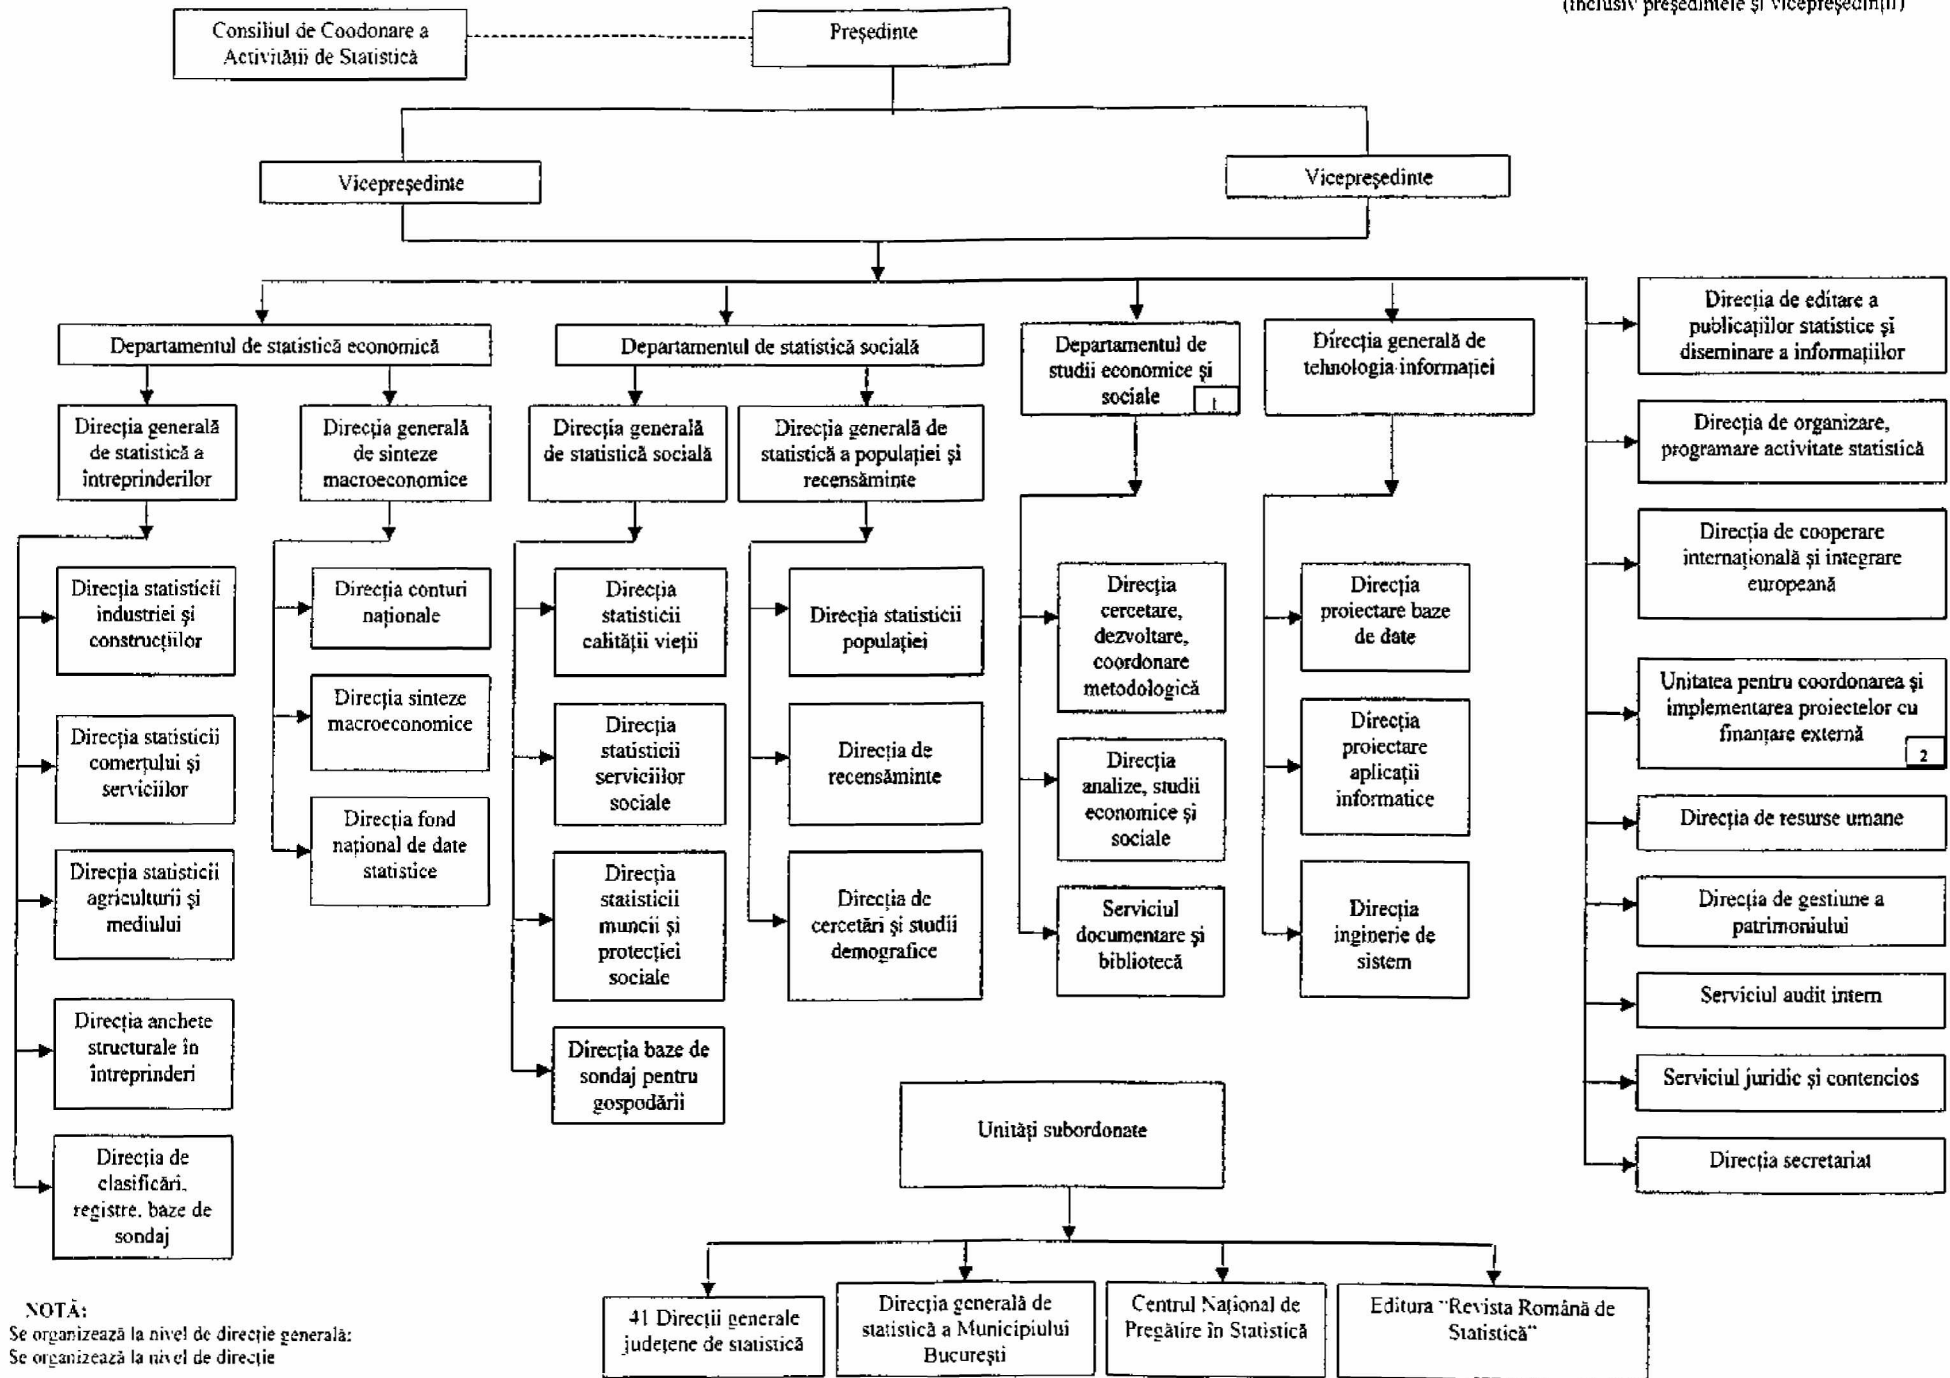 (inclusiv președintele și vicepreședinții)
Consiliul de Coodonare a
Activității de Statistică
Președinte
Vicepreședinte
Vicepreședinte
Departamentul de statistică economică
Departamentul de statistică socială
Departamentul de
studii economice și
sociale
1
Direcția generală de
tehnologia informației
Direcția generală
de statistică a
întreprinderilor
Direcția generală
de sinteze
macroeconomice
Direcția generală
de statistică socială
Direcția generală de
statistică a populației și
recensăminte
Direcția statisticii
industriei și
construcțiilor
Direcția statisticii
comerțului și
serviciilor
Direcția statisticii
agriculturii și
mediului
Direcția anchete
structurale în
întreprinderi
Direcția de
clasificări,
registre, baze de
sondaj
Direcția conturi
naționale
Direcția sinteze
macroeconomice
Direcția fond
național de date
statistice
Direcția
statisticii
calității vieții
Direcția
statisticii
serviciilor
sociale
Direcția
statisticii
muncii și
protecției
sociale
Direcția baze de
sondaj pentru
gospodării
Direcția statisticii
populației
Direcția de
recensăminte
Direcția de
cercetări și studii
demografice
Direcția
cercetare,
dezvoltare,
coordonare
metodologică
Direcția
analize, studii
economice și
sociale
Serviciul
documentare și
bibliotecă
Direcția
proiectare baze
de date
Direcția
proiectare
aplicații
informatice
Direcția
inginerie de
sistem
Direcția de editare a
publicațiilor statistice și
diseminare a informațiilor
Direcția de organizare,
programare activitate statistică
Direcția de cooperare
internațională și integrare
europeană
Unitatea pentru coordonarea și
implementarea proiectelor cu
finanțare externă
2
Direcția de resurse umane
Direcția de gestiune a
patrimoniului
Serviciul audit intern
Serviciul juridic și contencios
Direcția secretariat
Unități subordonate
41 Direcții generale
județene de statistică
Direcția generală de
statistică a Municipiului
București
Centrul Național de
Pregătire în Statistică
Editura "Revista Română de
Statistică"
NOTĂ:
Se organizează la nivel de direcție generală;
Se organizează la nivel de direcție